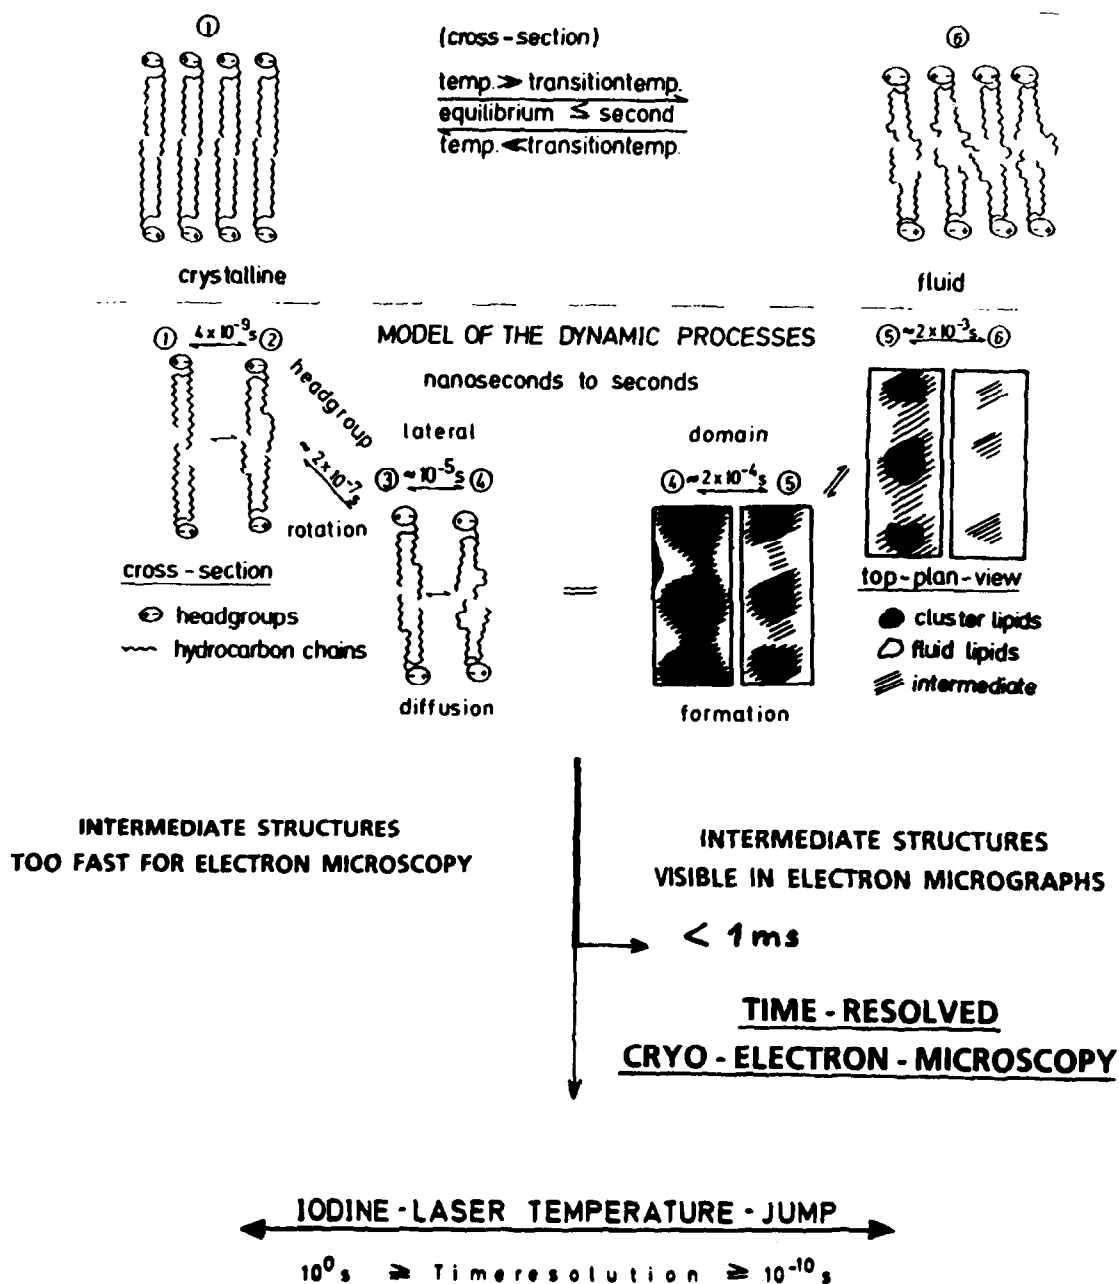 ①
(cross-section)
⑥
temp.≫ transitiontemp.
equilibrium ≤ second
temp.≪transitiontemp.
crystalline
fluid
① 4 x 10⁻⁹s ②
MODEL OF THE DYNAMIC PROCESSES
⑤ ≈2 x 10⁻³s ⑥
nanoseconds to seconds
headgroup
≈ 2x10⁻⁷s
rotation
lateral
③ ≈ 10⁻⁵s ④
diffusion
=
domain
④ ≈ 2 x 10⁻⁴s ⑤
formation
cross-section
headgroups
hydrocarbon chains
top-plan-view
cluster lipids
fluid lipids
intermediate
INTERMEDIATE STRUCTURES
TOO FAST FOR ELECTRON MICROSCOPY
INTERMEDIATE STRUCTURES
VISIBLE IN ELECTRON MICROGRAPHS
< 1ms
TIME - RESOLVED
CRYO - ELECTRON - MICROSCOPY
IODINE - LASER TEMPERATURE - JUMP
10⁰s ≥ Timeresolution ≥ 10⁻¹⁰s